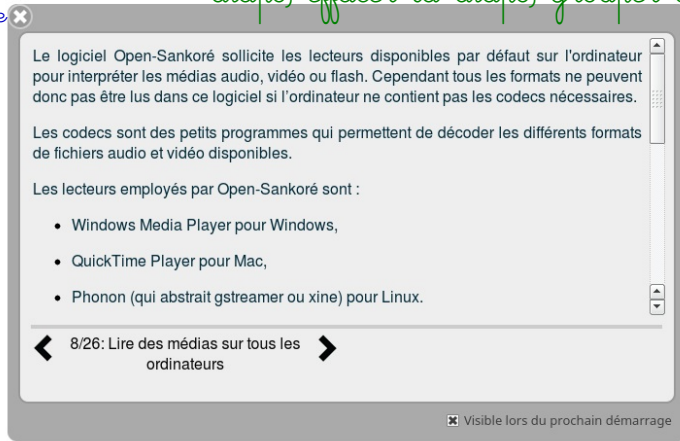 Le logiciel Open-Sankoré sollicite les lecteurs disponibles par défaut sur l'ordinateur
pour interpréter les médias audio, vidéo ou flash. Cependant tous les formats ne peuvent
donc pas être lus dans ce logiciel si l'ordinateur ne contient pas les codecs nécessaires.
Les codecs sont des petits programmes qui permettent de décoder les différents formats
de fichiers audio et vidéo disponibles.
Les lecteurs employés par Open-Sankoré sont :
• Windows Media Player pour Windows,
• QuickTime Player pour Mac,
• Phonon (qui abstrait gstreamer ou xine) pour Linux.
8/26: Lire des médias sur tous les
ordinateurs
Visible lors du prochain démarrage